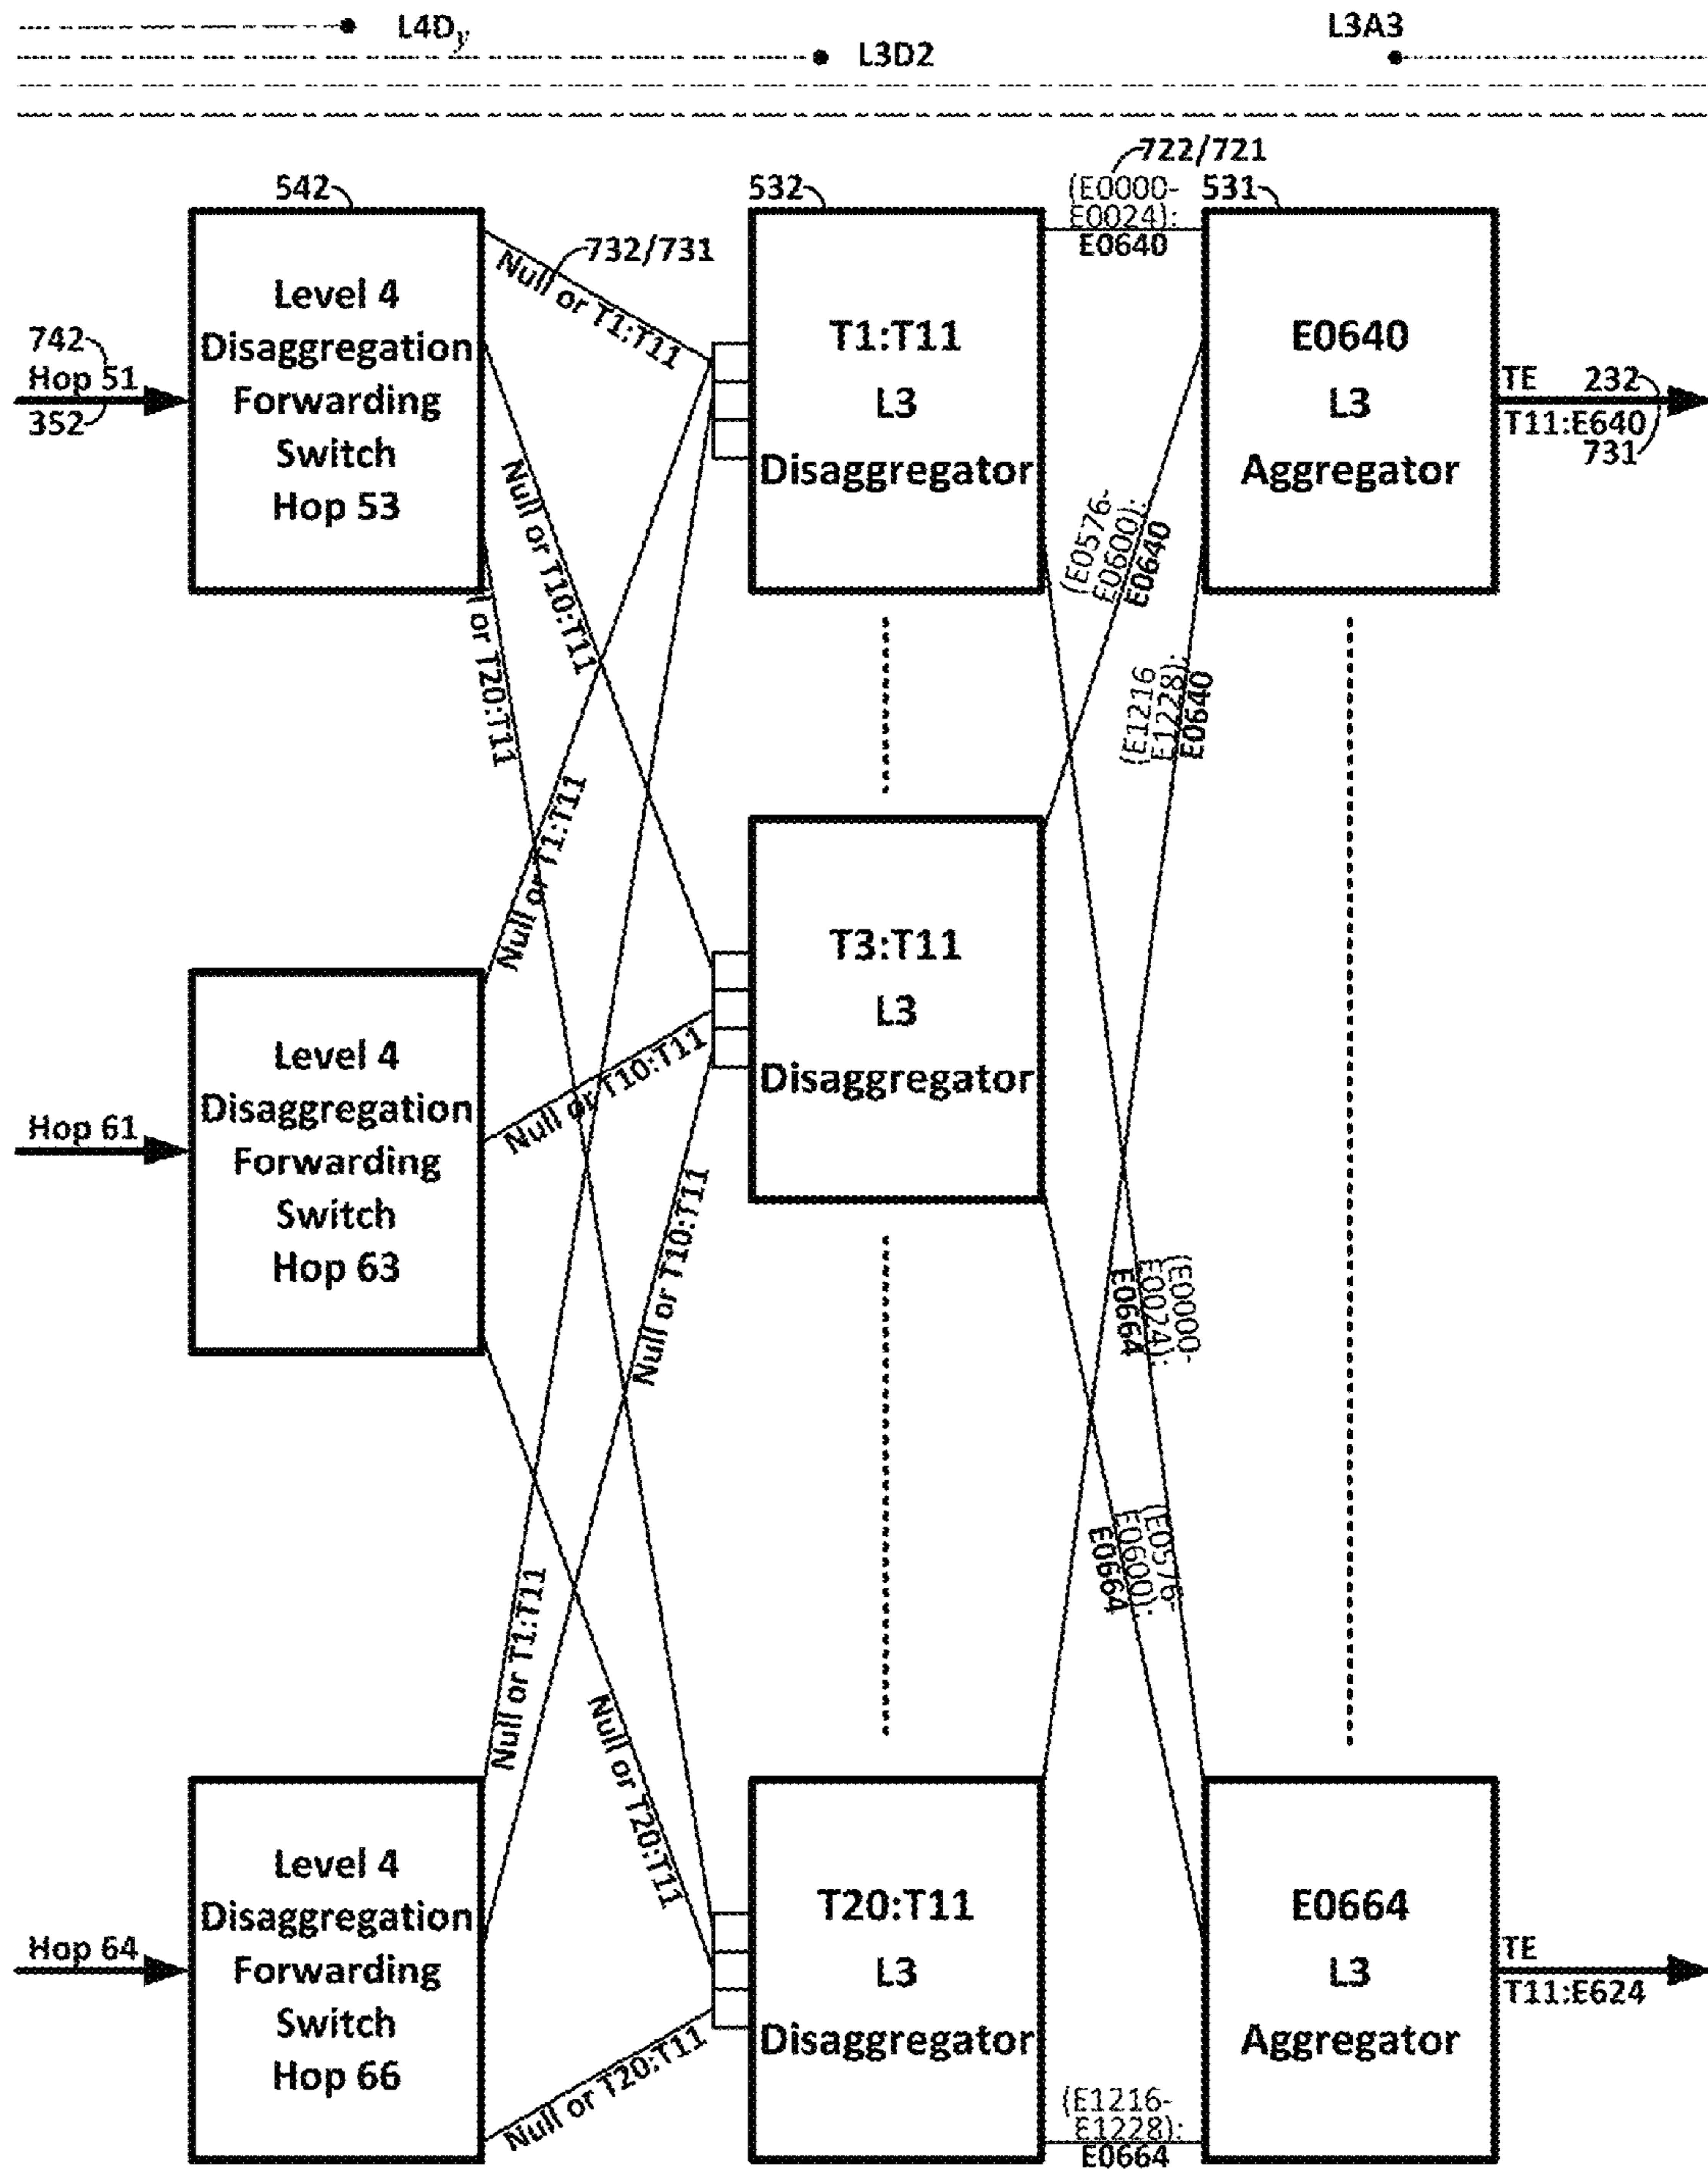 L4Dy
L3D2
L3A3
722/721
542
532
(E0000-
E0024):
E0640
531
732/731
Null or T1:T11
Level 4
Disaggregation
Forwarding
Switch
Hop 53
742
Hop 51
352
T1:T11
L3
Disaggregator
E0640
L3
Aggregator
TE
232
T11:E640
731
Null or T10:T11
l or T20:T11
(E0576-
E0600):
E0640
(E1216
E1228):
E0640
Null or T1:T11
T3:T11
L3
Disaggregator
Level 4
Disaggregation
Forwarding
Switch
Hop 63
Hop 61
Null or T10:T11
Null or T10:T11
(E0000-
E0024):
E0664
(E0576-
E0600):
E0664
Null or T1:T11
Null or T20:T11
Level 4
Disaggregation
Forwarding
Switch
Hop 66
Hop 64
T20:T11
L3
Disaggregator
E0664
L3
Aggregator
TE
T11:E624
Null or T20:T11
(E1216-
E1228):
E0664